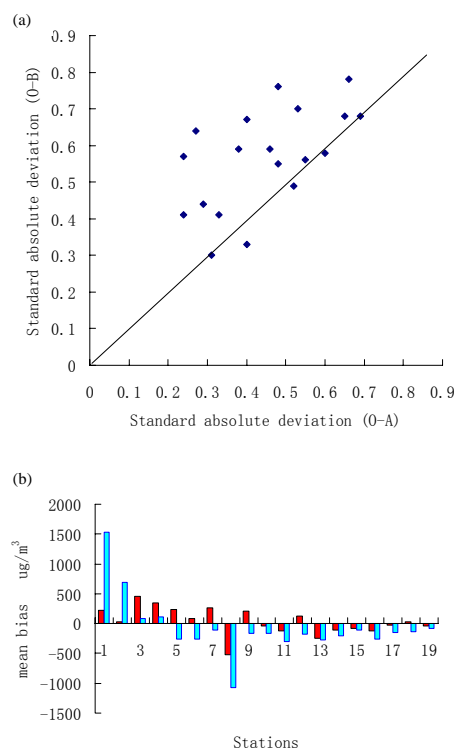 (a)
0.9
0.8
0.7
0.6
0.5
0.4
0.3
0.2
0.1
0
Standard absolute deviation (O-B)
0 0.1 0.2 0.3 0.4 0.5 0.6 0.7 0.8 0.9
Standard absolute deviation (O-A)
(b)
2000
1500
1000
500
0
-500
-1000
-1500
mean bias ug/m³
1 3 5 7 9 11 13 15 17 19
Stations